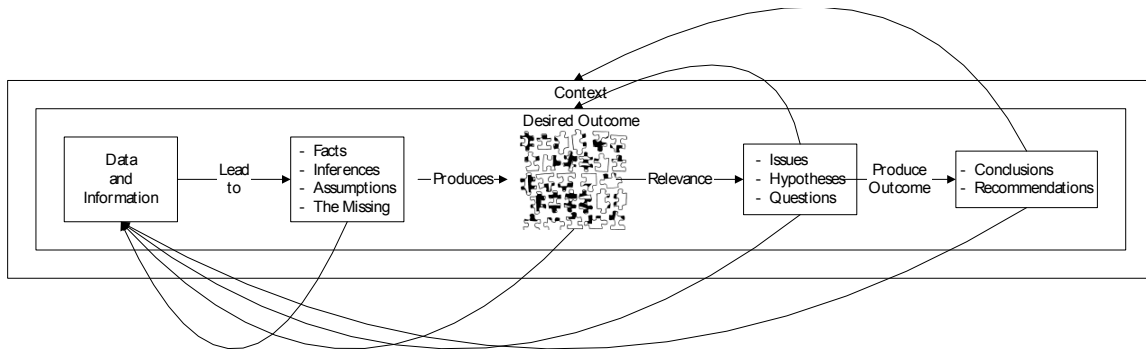 Context
Desired Outcome
Data
and
Information
Lead
to
- Facts
- Inferences
- Assumptions
- The Missing
Produces
Relevance
- Issues
- Hypotheses
- Questions
Produce
Outcome
- Conclusions
- Recommendations